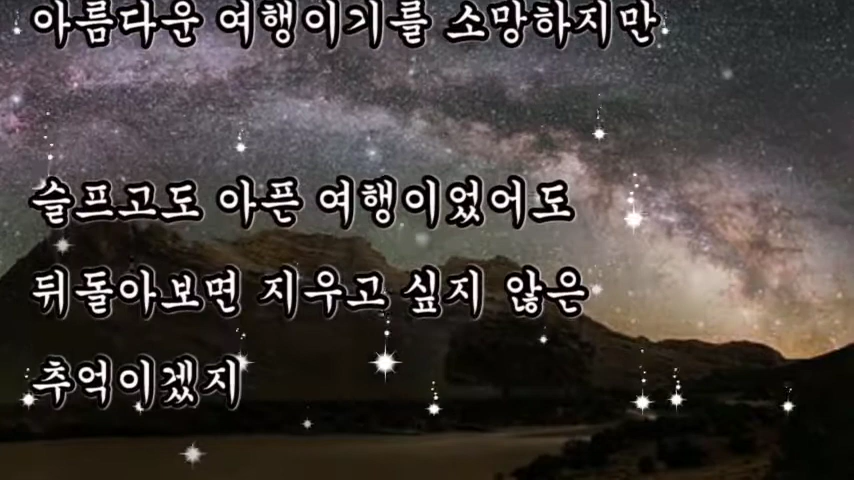 아름다운 여행이기를 소망하지만
슬프고도 아픈 여행이었어도
뒤돌아보면 지우고 싶지 않은
추억이겠지